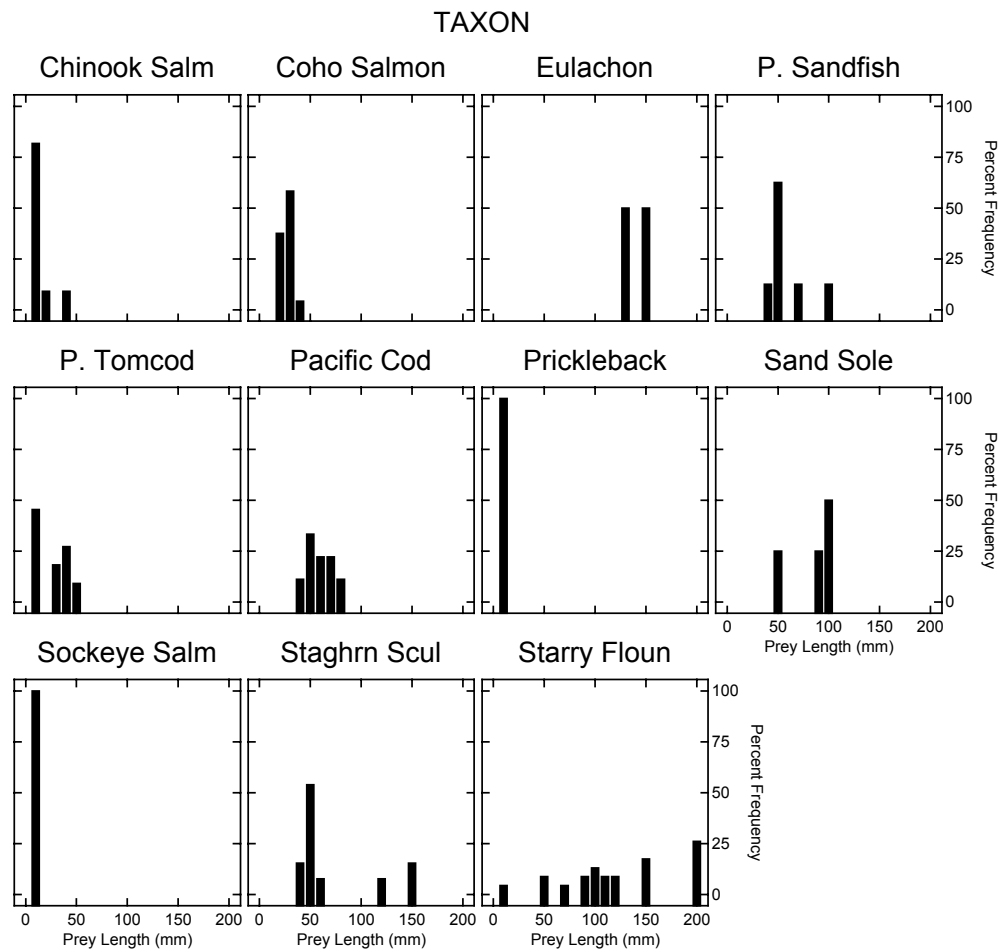 TAXON
Chinook Salm Coho Salmon Eulachon P. Sandfish
100
75
50
25
0
Percent Frequency
P. Tomcod Pacific Cod Prickleback Sand Sole
100
75
50
25
0
Percent Frequency
0 50 100 150 200
Prey Length (mm)
Sockeye Salm Staghrn Scul Starry Floun
100
75
50
25
0
Percent Frequency
0 50 100 150 200 0 50 100 150 200 0 50 100 150 200
Prey Length (mm) Prey Length (mm) Prey Length (mm)